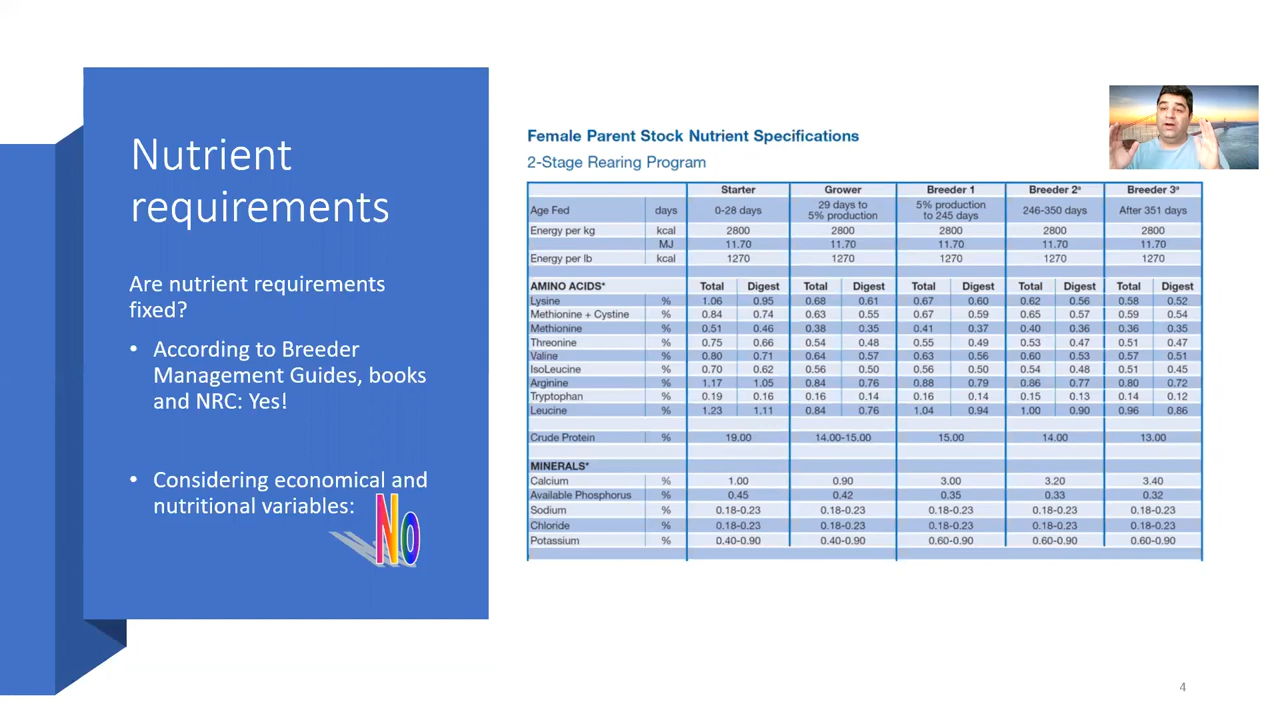 Nutrient
requirements
Are nutrient requirements
fixed?
• According to Breeder
Management Guides, books
and NRC: Yes!
• Considering economical and
nutritional variables:
No
Female Parent Stock Nutrient Specifications
2-Stage Rearing Program
Starter Grower Breeder 1 Breeder 2ª Breeder 3ª
Age Fed days 0-28 days 29 days to 5% production 5% production to 245 days 246-350 days After 351 days
Energy per kg kcal 2800 2800 2800 2800 2800
MJ 11.70 11.70 11.70 11.70 11.70
Energy per lb kcal 1270 1270 1270 1270 1270
AMINO ACIDS* Total Digest Total Digest Total Digest Total Digest Total Digest
Lysine % 1.06 0.95 0.68 0.61 0.67 0.60 0.62 0.56 0.58 0.52
Methionine + Cystine % 0.84 0.74 0.63 0.55 0.67 0.59 0.65 0.57 0.59 0.54
Methionine % 0.51 0.46 0.38 0.35 0.41 0.37 0.40 0.36 0.36 0.35
Threonine % 0.75 0.66 0.54 0.48 0.55 0.49 0.53 0.47 0.51 0.47
Valine % 0.80 0.71 0.64 0.57 0.63 0.56 0.60 0.53 0.57 0.51
IsoLeucine % 0.70 0.62 0.56 0.50 0.56 0.50 0.54 0.48 0.51 0.45
Arginine % 1.17 1.05 0.84 0.76 0.88 0.79 0.86 0.77 0.80 0.72
Tryptophan % 0.19 0.16 0.16 0.14 0.16 0.14 0.15 0.13 0.14 0.12
Leucine % 1.23 1.11 0.84 0.76 1.04 0.94 1.00 0.90 0.96 0.86
Crude Protein % 19.00 14.00-15.00 15.00 14.00 13.00
MINERALS*
Calcium % 1.00 0.90 3.00 3.20 3.40
Available Phosphorus % 0.45 0.42 0.35 0.33 0.32
Sodium % 0.18-0.23 0.18-0.23 0.18-0.23 0.18-0.23 0.18-0.23
Chloride % 0.18-0.23 0.18-0.23 0.18-0.23 0.18-0.23 0.18-0.23
Potassium % 0.40-0.90 0.40-0.90 0.60-0.90 0.60-0.90 0.60-0.90
4